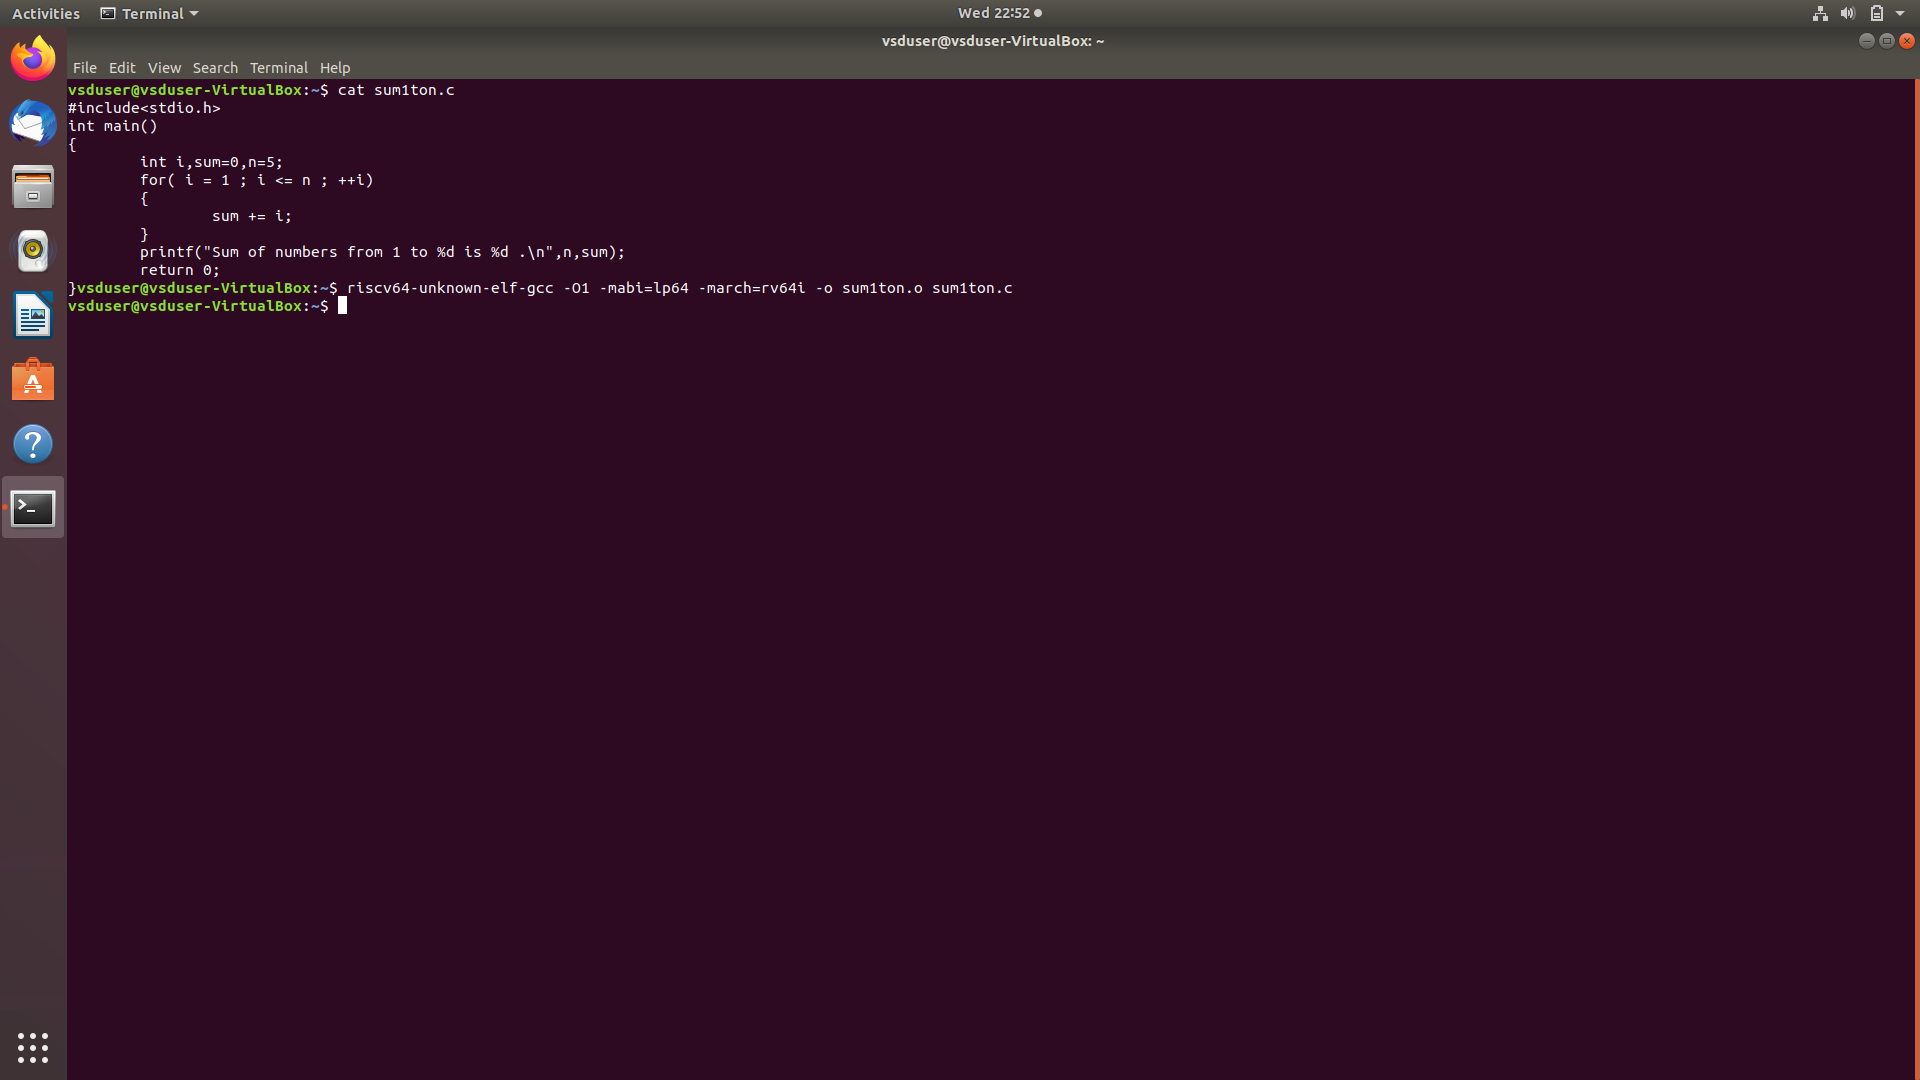 Activities Terminal Wed 22:52
vsduser@vsduser-VirtualBox: ~
File Edit View Search Terminal Help
vsduser@vsduser-VirtualBox:~$ cat sum1ton.c
#include<stdio.h>
int main()
{
        int i,sum=0,n=5;
        for( i = 1 ; i <= n ; ++i)
        {
                sum += i;
        }
        printf("Sum of numbers from 1 to %d is %d .\n",n,sum);
        return 0;
}vsduser@vsduser-VirtualBox:~$ riscv64-unknown-elf-gcc -O1 -mabi=lp64 -march=rv64i -o sum1ton.o sum1ton.c
vsduser@vsduser-VirtualBox:~$